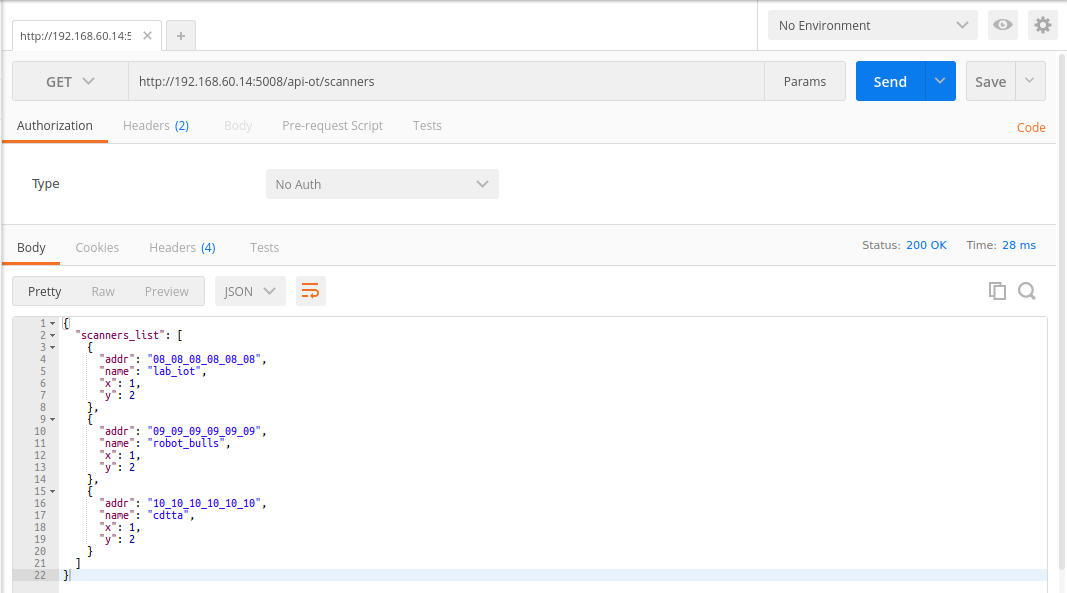 http://192.168.60.14:5
No Environment
GET http://192.168.60.14:5008/api-ot/scanners Params Send Save
Authorization Headers (2) Body Pre-request Script Tests Code
Type No Auth
Body Cookies Headers (4) Tests Status: 200 OK Time: 28 ms
Pretty Raw Preview JSON
1 {
2 "scanners_list": [
3 {
4 "addr": "08_08_08_08_08_08",
5 "name": "lab_iot",
6 "x": 1,
7 "y": 2
8 },
9 {
10 "addr": "09_09_09_09_09_09",
11 "name": "robot_bulls",
12 "x": 1,
13 "y": 2
14 },
15 {
16 "addr": "10_10_10_10_10_10",
17 "name": "cdtta",
18 "x": 1,
19 "y": 2
20 }
21 ]
22 }